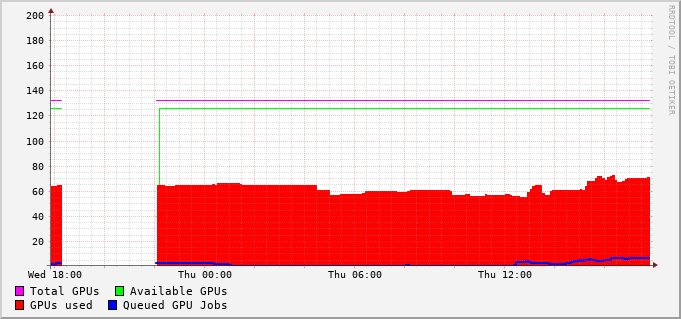 200
180
160
140
120
100
80
60
40
20
Wed 18:00 Thu 00:00 Thu 06:00 Thu 12:00
Total GPUs Available GPUs
GPUs used Queued GPU Jobs
RRDTOOL / TOBI OETIKER